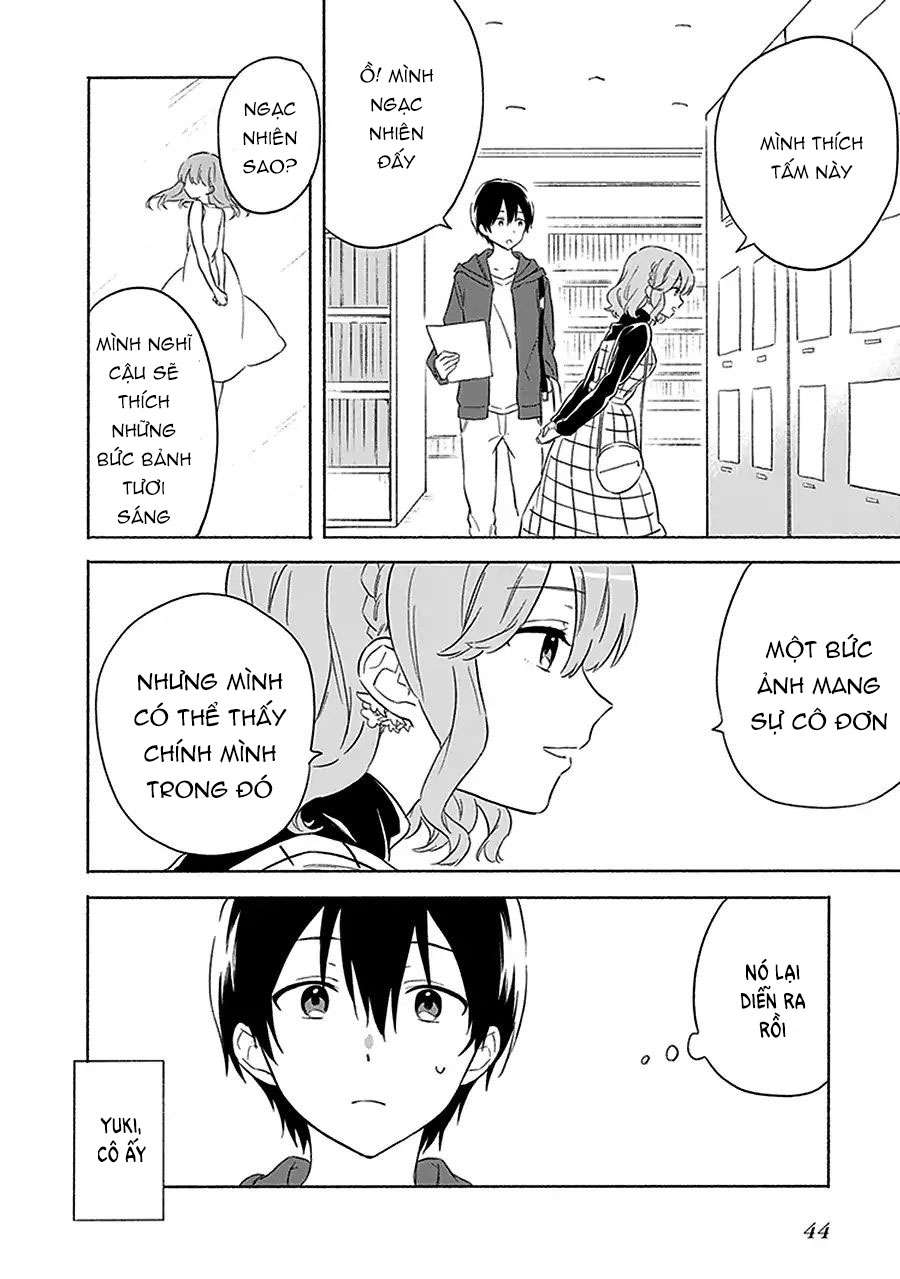 MÌNH THÍCH
TẤM NÀY
Ồ! MÌNH
NGẠC
NHIÊN
ĐẤY
NGẠC
NHIÊN
SAO?
MÌNH NGHĨ
CẬU SẼ
THÍCH
NHỮNG
BỨC BẢNH
TƯƠI
SÁNG
MỘT BỨC
ẢNH MANG
SỰ CÔ ĐƠN
NHƯNG MÌNH
CÓ THỂ THẤY
CHÍNH MÌNH
TRONG ĐÓ
NÓ LẠI
DIỄN RA
RỒI
YUKI,
CÔ ẤY
44